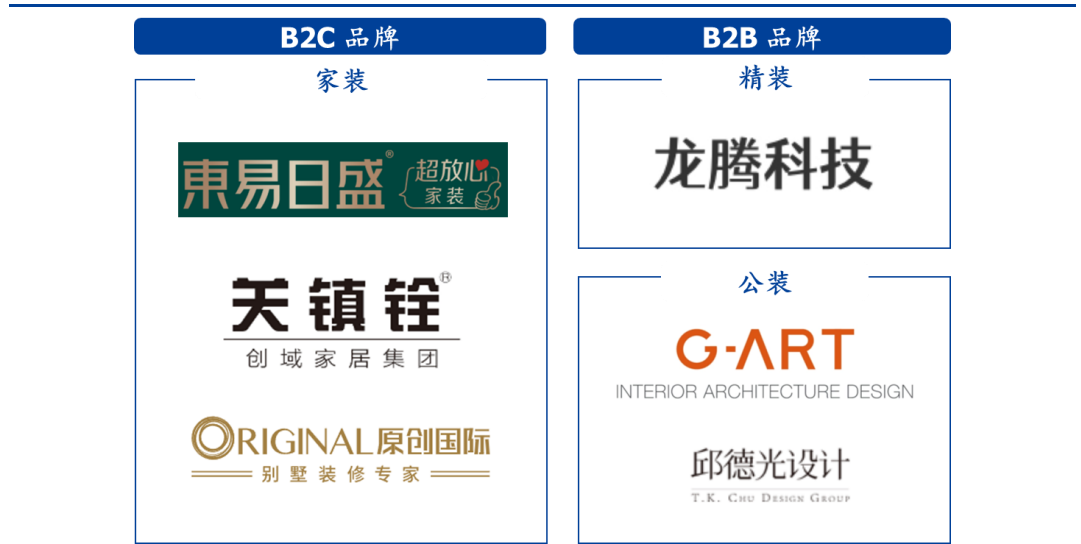 B2C 品牌
家装
東易日盛®
超放心
家装
关镇铨®
创域家居集团
ORIGINAL原创国际
别墅装修专家
B2B 品牌
精装
龙腾科技
公装
G-ART
INTERIOR ARCHITECTURE DESIGN
邱德光设计
T.K. CHU DESIGN GROUP